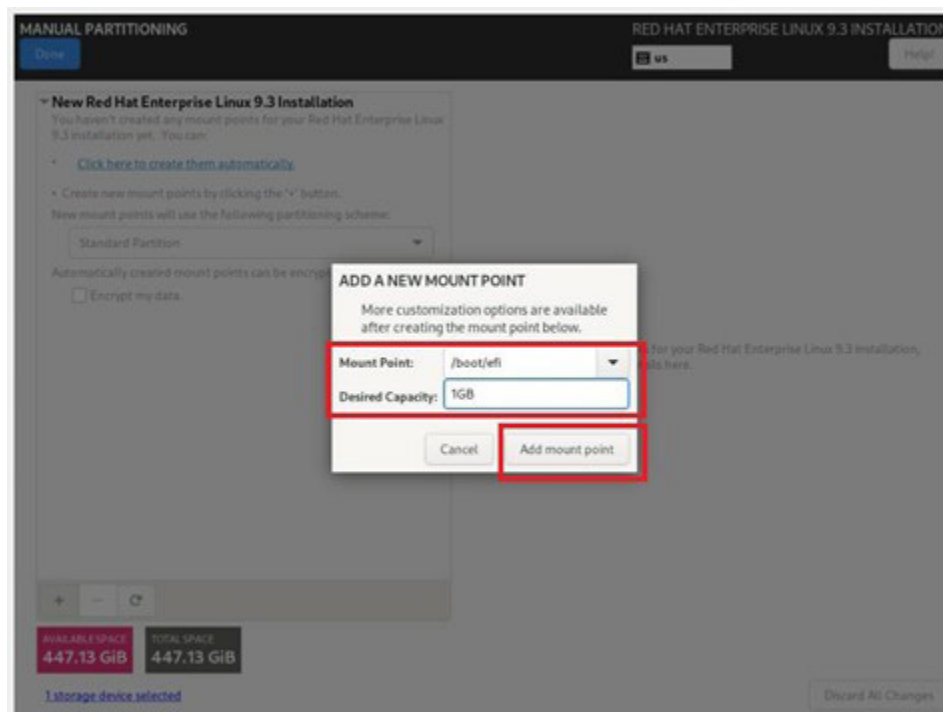 MANUAL PARTITIONING
RED HAT ENTERPRISE LINUX 9.3 INSTALLATION
Done
us
Help!
New Red Hat Enterprise Linux 9.3 Installation
You haven't created any mount points for your Red Hat Enterprise Linux
9.3 installation yet. You can:
• Click here to create them automatically.
• Create new mount points by clicking the '+' button.
New mount points will use the following partitioning scheme:
Standard Partition
Automatically created mount points can be
Encrypt my data.
ADD A NEW MOUNT POINT
More customization options are available
after creating the mount point below.
Mount Point: /boot/efi
Desired Capacity: 1GB
Cancel
Add mount point
for your Red Hat Enterprise Linux 9.3 installation,
here.
+
−
AVAILABLE SPACE
447.13 GiB
TOTAL SPACE
447.13 GiB
1 storage device selected
Discard All Changes